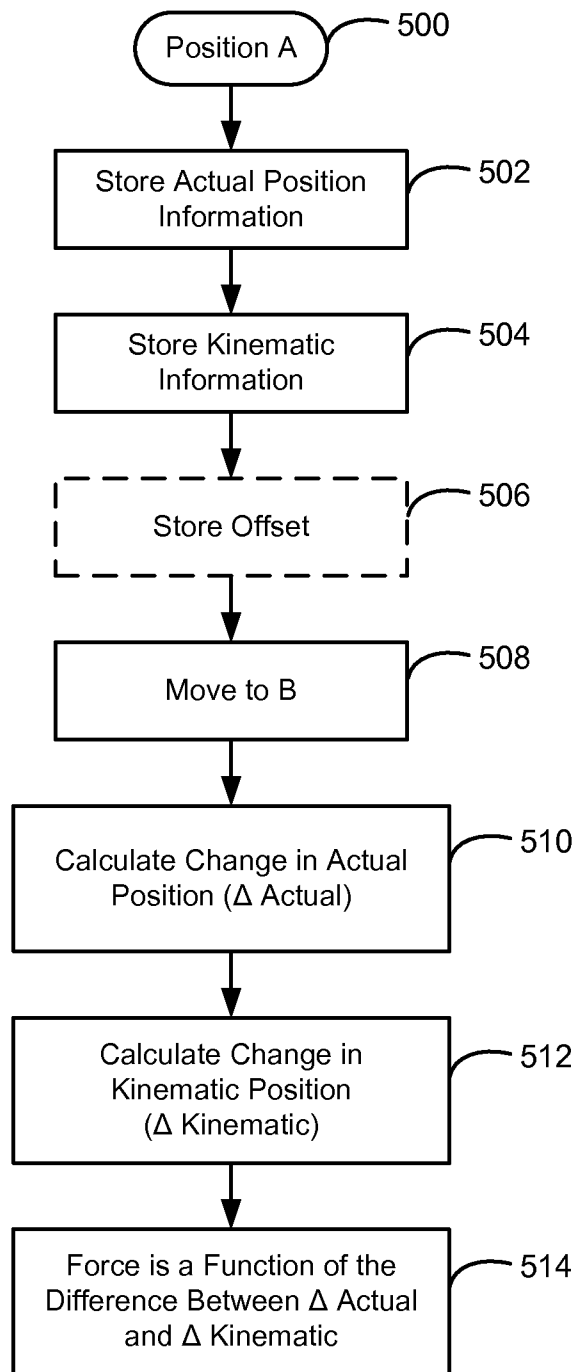 Position A
500
Store Actual Position
Information
502
Store Kinematic
Information
504
Store Offset
506
Move to B
508
Calculate Change in Actual
Position (Δ Actual)
510
Calculate Change in
Kinematic Position
(Δ Kinematic)
512
Force is a Function of the
Difference Between Δ Actual
and Δ Kinematic
514